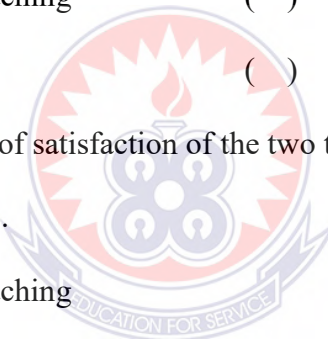 ching ( )
( )
of satisfaction of the two t
.
ching
EDUCATION FOR SERVICE